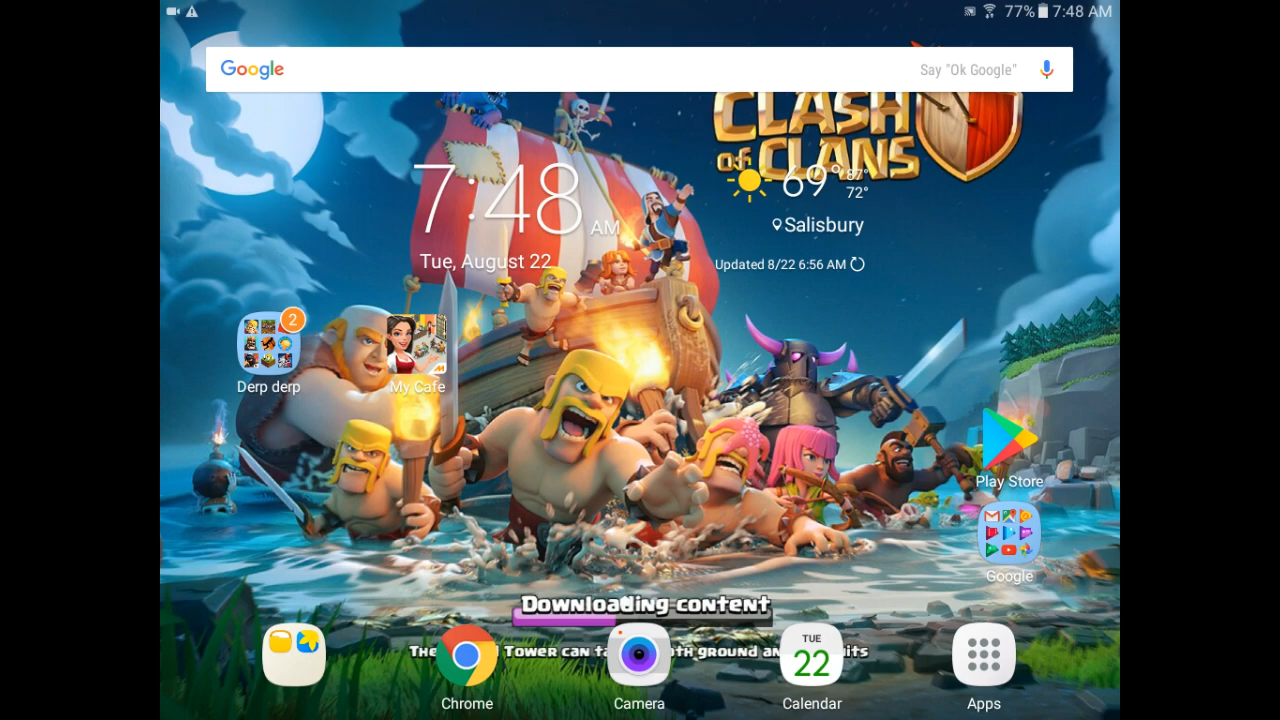 77% 7:48 AM
Google Say "Ok Google"
CLASH
OF CLANS
7:48 AM
69° 87°
72°
Salisbury
Tue, August 22
Updated 8/22 6:56 AM
2
Derp derp
My Cafe
Play Store
Google
Downloading content
Tower can
TUE
22
Chrome
Camera
Calendar
Apps